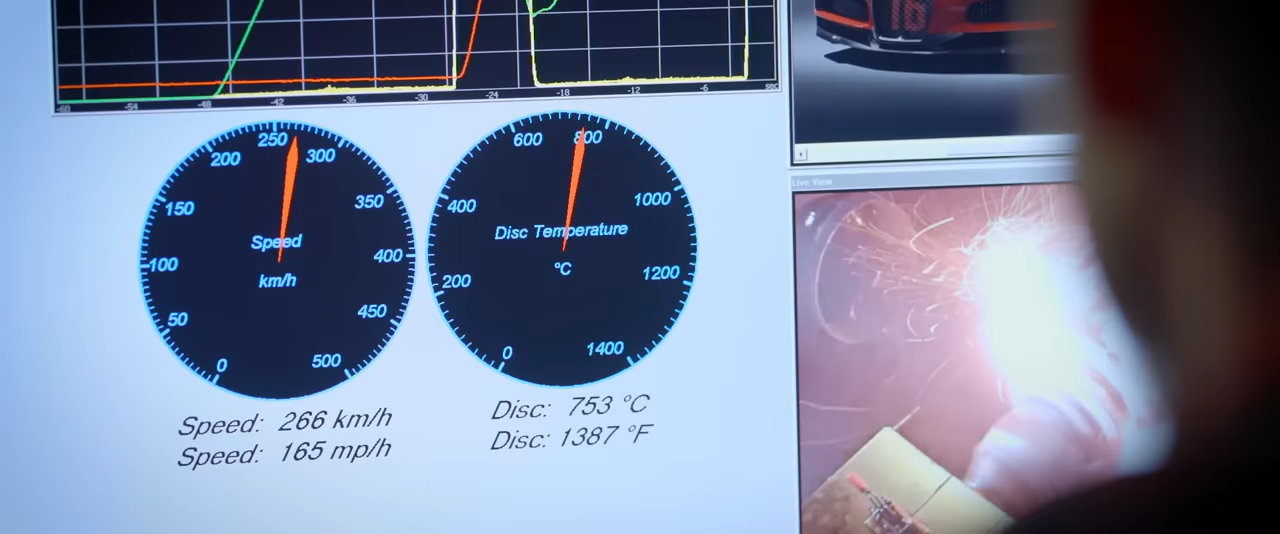 -60 -54 -48 -42 -36 -30 -24 -18 -12 -6 sec
16
250
200
300
150
350
100
400
50
450
0
500
Speed
km/h
600
800
400
1000
200
1200
0
1400
Disc Temperature
°C
Speed: 266 km/h
Speed: 165 mp/h
Disc: 753 °C
Disc: 1387 °F
Live View